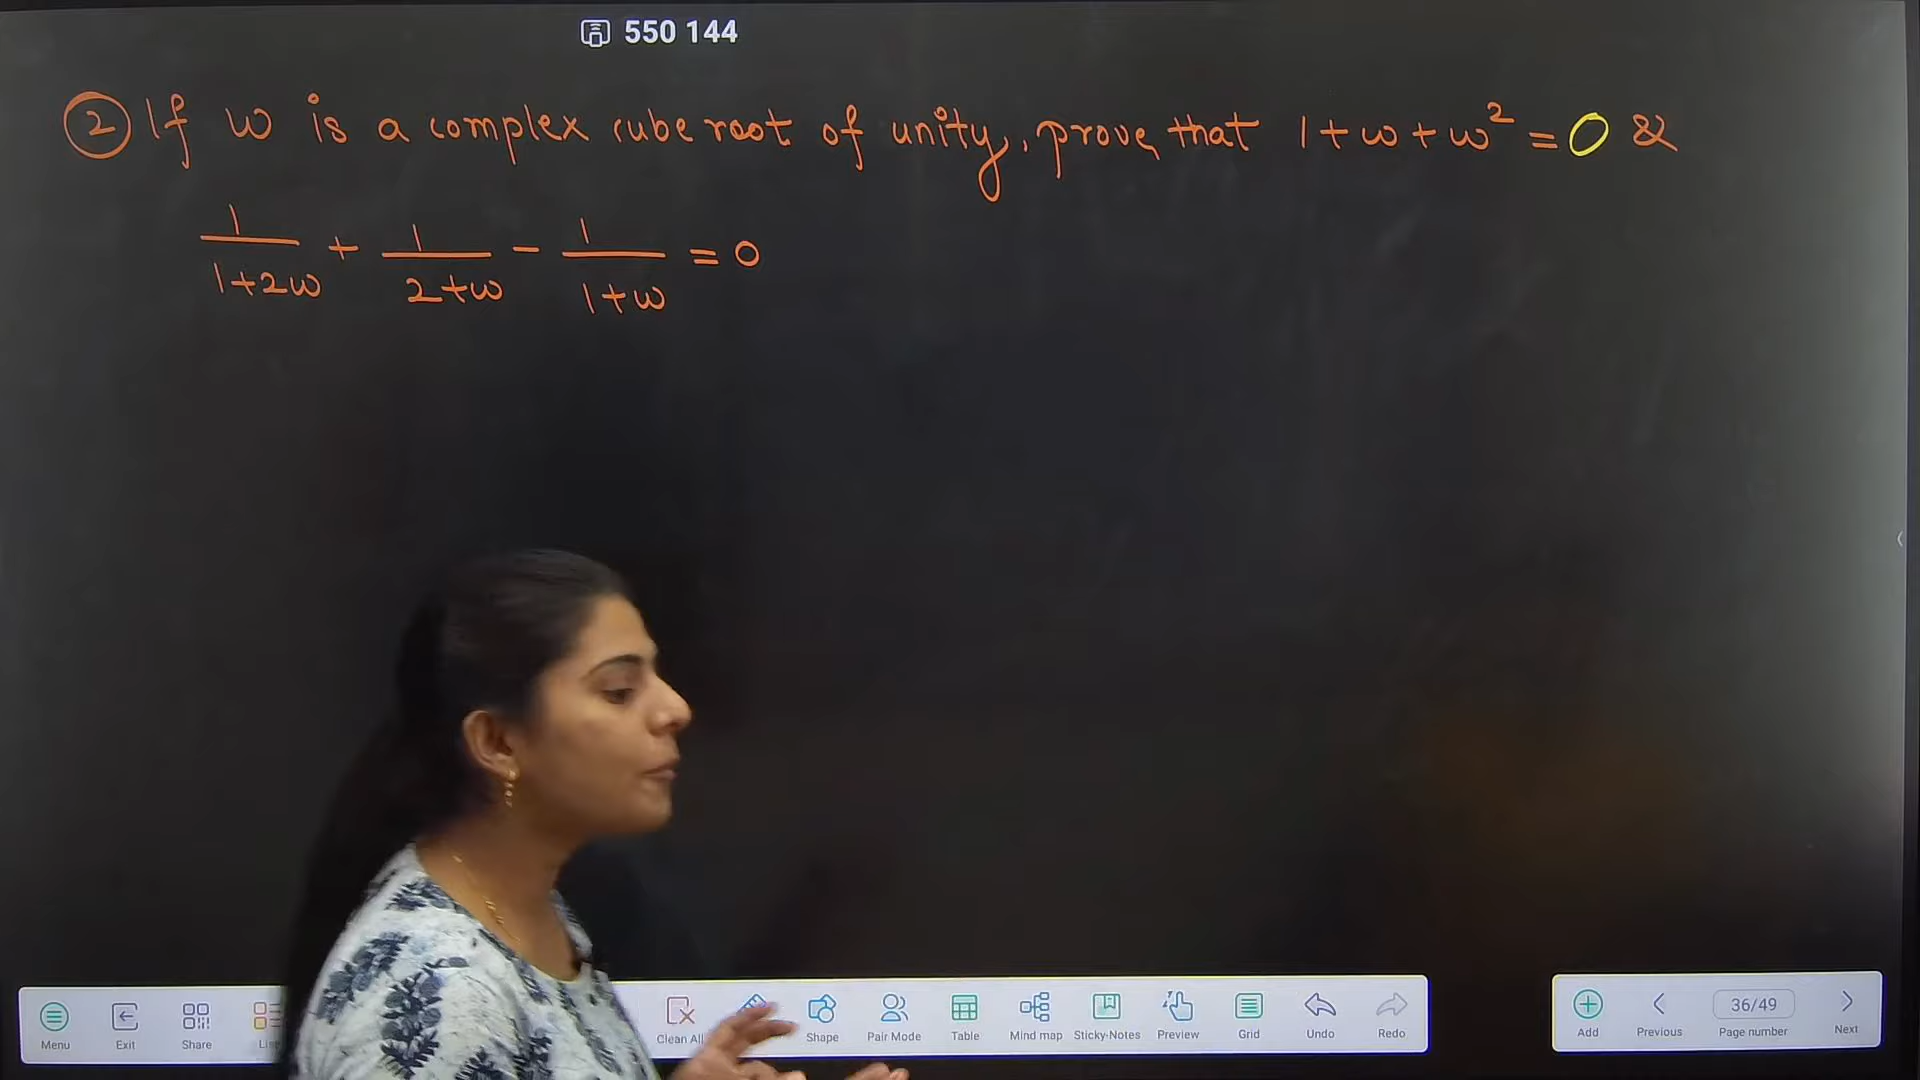 550 144
② If ω is a complex cube root of unity, prove that 1+ω+ω² = 0 &
1/(1+2ω) + 1/(2+ω) - 1/(1+ω) = 0
Menu Exit Share Clean All Shape Pair Mode Table Mind map Sticky-Notes Preview Grid Undo Redo Add Previous 36/49 Page number Next